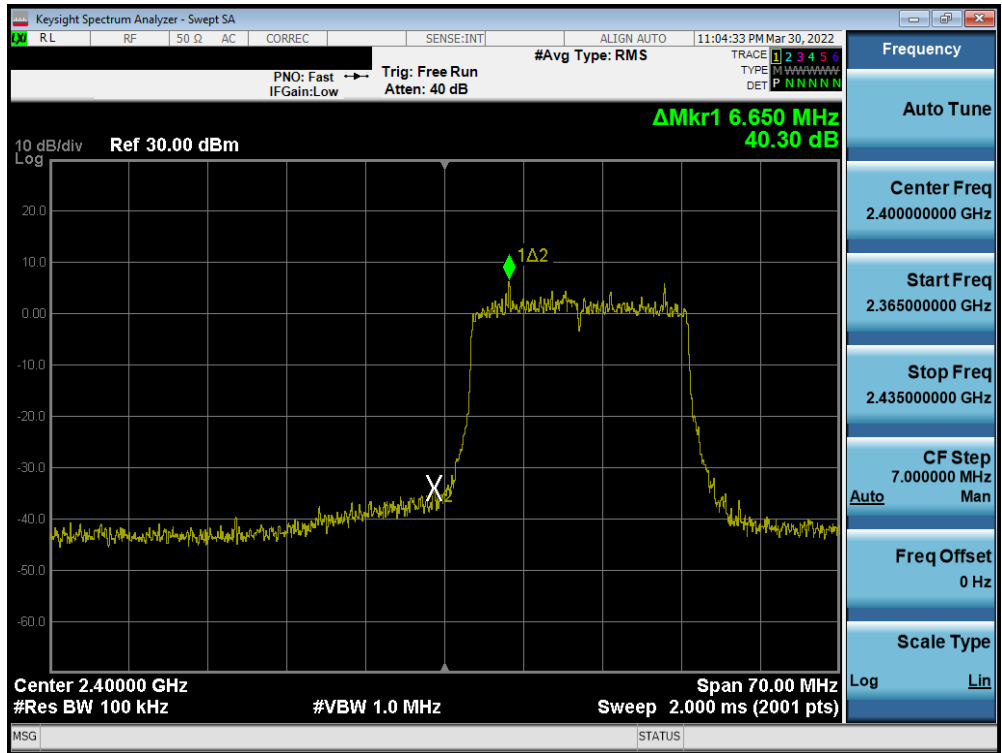 Keysight Spectrum Analyzer - Swept SA
LXI RL RF 50 Ω AC CORREC SENSE:INT ALIGN AUTO 11:04:33 PM Mar 30, 2022
#Avg Type: RMS
TRACE 1 2 3 4 5 6
TYPE M WWWWW
DET P N N N N N
PNO: Fast Trig: Free Run
IFGain:Low Atten: 40 dB
ΔMkr1 6.650 MHz
40.30 dB
10 dB/div Ref 30.00 dBm
Log
20.0
10.0
0.00
-10.0
-20.0
-30.0
-40.0
-50.0
-60.0
1Δ2
X2
Center 2.40000 GHz Span 70.00 MHz
#Res BW 100 kHz #VBW 1.0 MHz Sweep 2.000 ms (2001 pts)
MSG STATUS
Frequency
Auto Tune
Center Freq
2.400000000 GHz
Start Freq
2.365000000 GHz
Stop Freq
2.435000000 GHz
CF Step
7.000000 MHz
Auto Man
Freq Offset
0 Hz
Scale Type
Log Lin